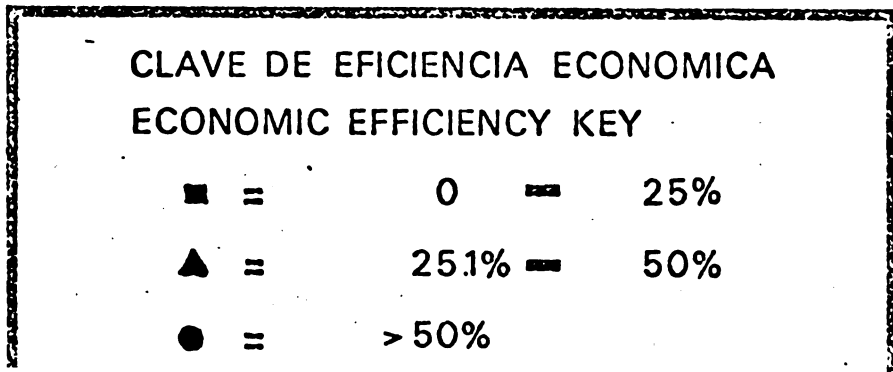 CLAVE DE EFICIENCIA ECONOMICA
ECONOMIC EFFICIENCY KEY
■ = 0 — 25%
▲ = 25.1% — 50%
● = >50%